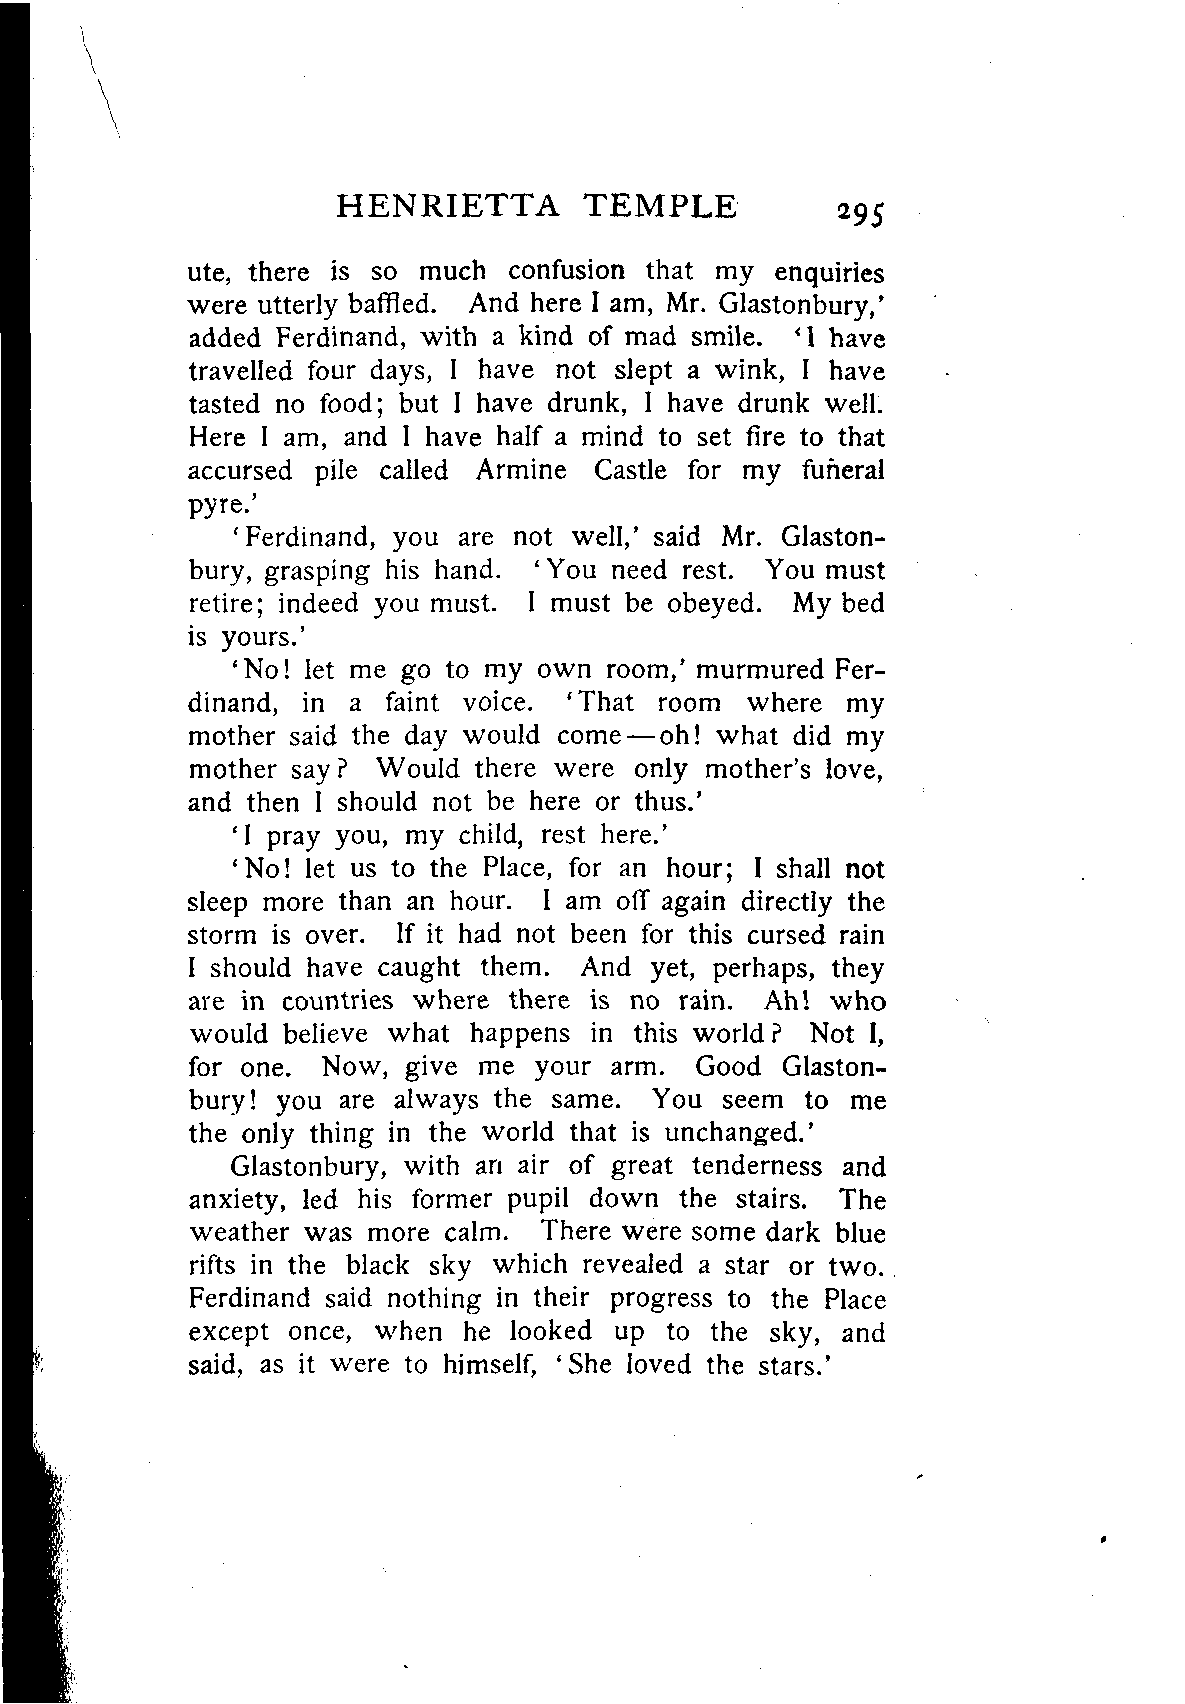 HENRIETTA TEMPLE 295
ute, there is so much confusion that my enquiries
were utterly baffled. And here I am, Mr. Glastonbury,'
added Ferdinand, with a kind of mad smile. 'I have
travelled four days, I have not slept a wink, I have
tasted no food; but I have drunk, I have drunk well.
Here I am, and I have half a mind to set fire to that
accursed pile called Armine Castle for my funeral
pyre.'
'Ferdinand, you are not well,' said Mr. Glaston-
bury, grasping his hand. 'You need rest. You must
retire; indeed you must. I must be obeyed. My bed
is yours.'
'No! let me go to my own room,' murmured Fer-
dinand, in a faint voice. 'That room where my
mother said the day would come—oh! what did my
mother say? Would there were only mother's love,
and then I should not be here or thus.'
'I pray you, my child, rest here.'
'No! let us to the Place, for an hour; I shall not
sleep more than an hour. I am off again directly the
storm is over. If it had not been for this cursed rain
I should have caught them. And yet, perhaps, they
are in countries where there is no rain. Ah! who
would believe what happens in this world? Not I,
for one. Now, give me your arm. Good Glaston-
bury! you are always the same. You seem to me
the only thing in the world that is unchanged.'
Glastonbury, with an air of great tenderness and
anxiety, led his former pupil down the stairs. The
weather was more calm. There were some dark blue
rifts in the black sky which revealed a star or two.
Ferdinand said nothing in their progress to the Place
except once, when he looked up to the sky, and
said, as it were to himself, 'She loved the stars.'